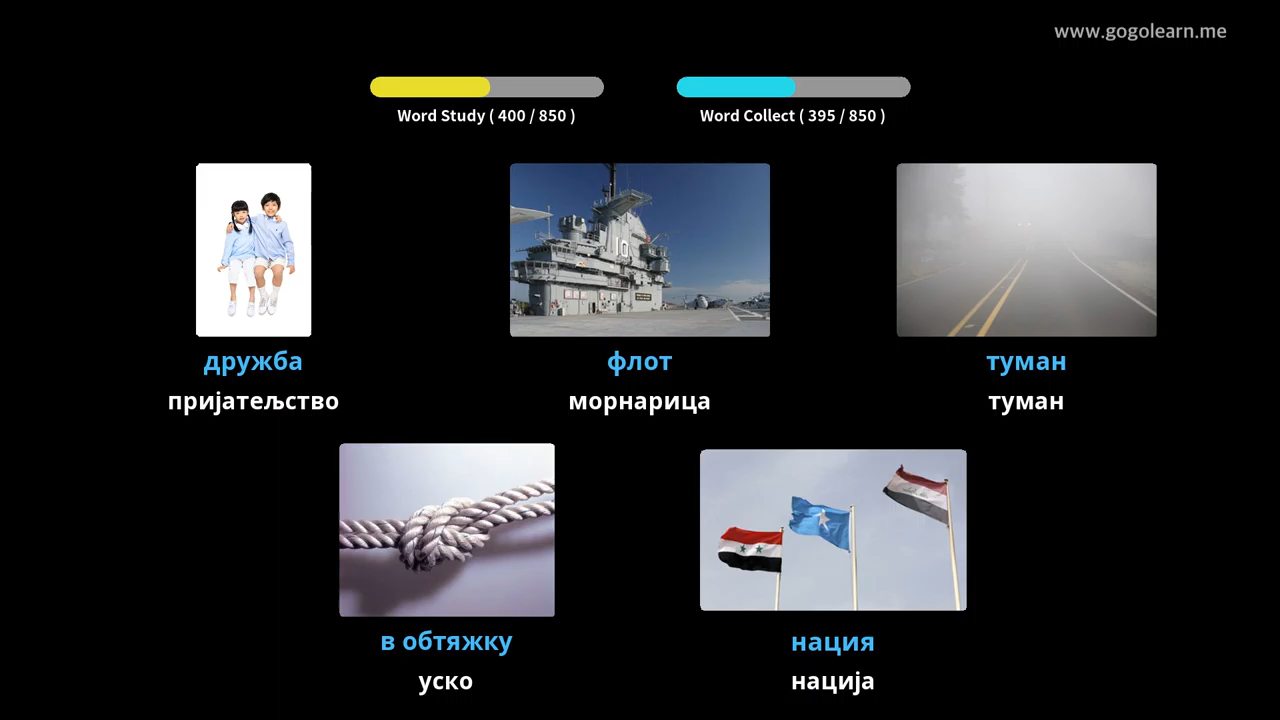 www.gogolearn.me
Word Study ( 400 / 850 )
Word Collect ( 395 / 850 )
дружба
пријатељство
флот
морнарица
туман
туман
в обтяжку
уско
нация
нација